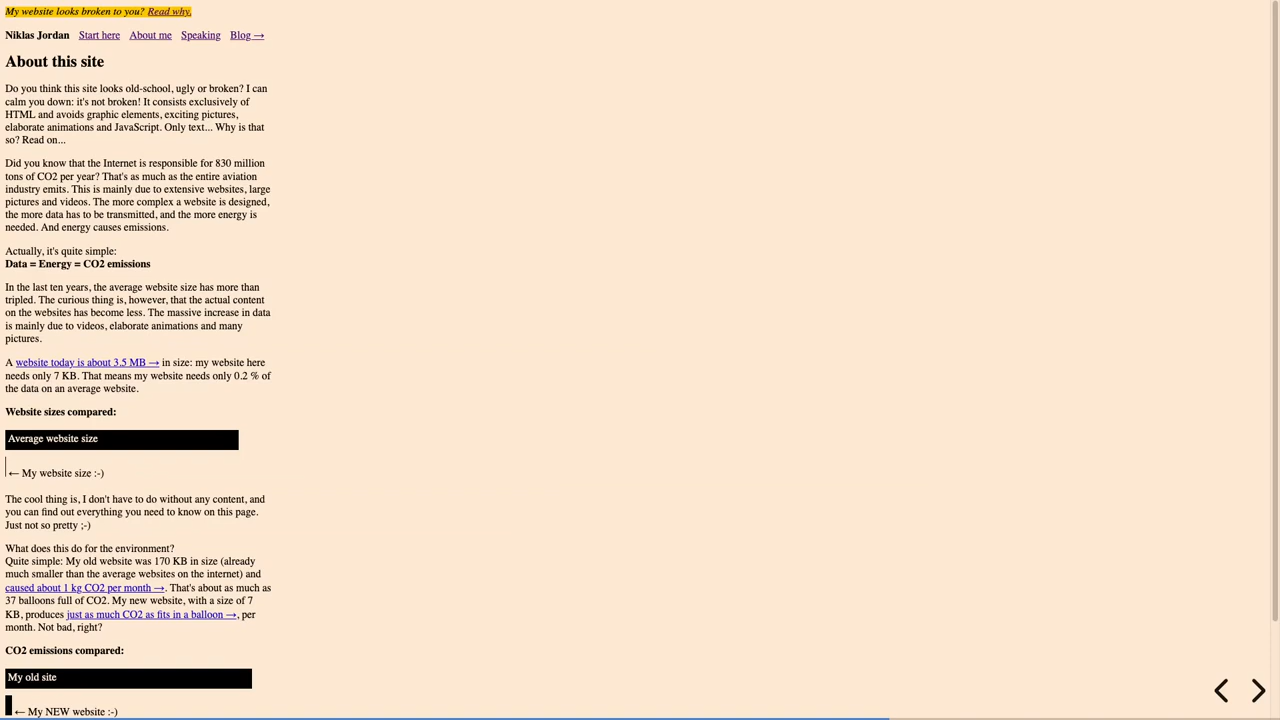 My website looks broken to you? Read why.
Niklas Jordan Start here About me Speaking Blog →
About this site
Do you think this site looks old-school, ugly or broken? I can
calm you down: it's not broken! It consists exclusively of
HTML and avoids graphic elements, exciting pictures,
elaborate animations and JavaScript. Only text... Why is that
so? Read on...
Did you know that the Internet is responsible for 830 million
tons of CO2 per year? That's as much as the entire aviation
industry emits. This is mainly due to extensive websites, large
pictures and videos. The more complex a website is designed,
the more data has to be transmitted, and the more energy is
needed. And energy causes emissions.
Actually, it's quite simple:
Data = Energy = CO2 emissions
In the last ten years, the average website size has more than
tripled. The curious thing is, however, that the actual content
on the websites has become less. The massive increase in data
is mainly due to videos, elaborate animations and many
pictures.
A website today is about 3.5 MB → in size: my website here
needs only 7 KB. That means my website needs only 0.2 % of
the data on an average website.
Website sizes compared:
Average website size
← My website size :-)
The cool thing is, I don't have to do without any content, and
you can find out everything you need to know on this page.
Just not so pretty ;-)
What does this do for the environment?
Quite simple: My old website was 170 KB in size (already
much smaller than the average websites on the internet) and
caused about 1 kg CO2 per month →. That's about as much as
37 balloons full of CO2. My new website, with a size of 7
KB, produces just as much CO2 as fits in a balloon →, per
month. Not bad, right?
CO2 emissions compared:
My old site
← My NEW website :-)